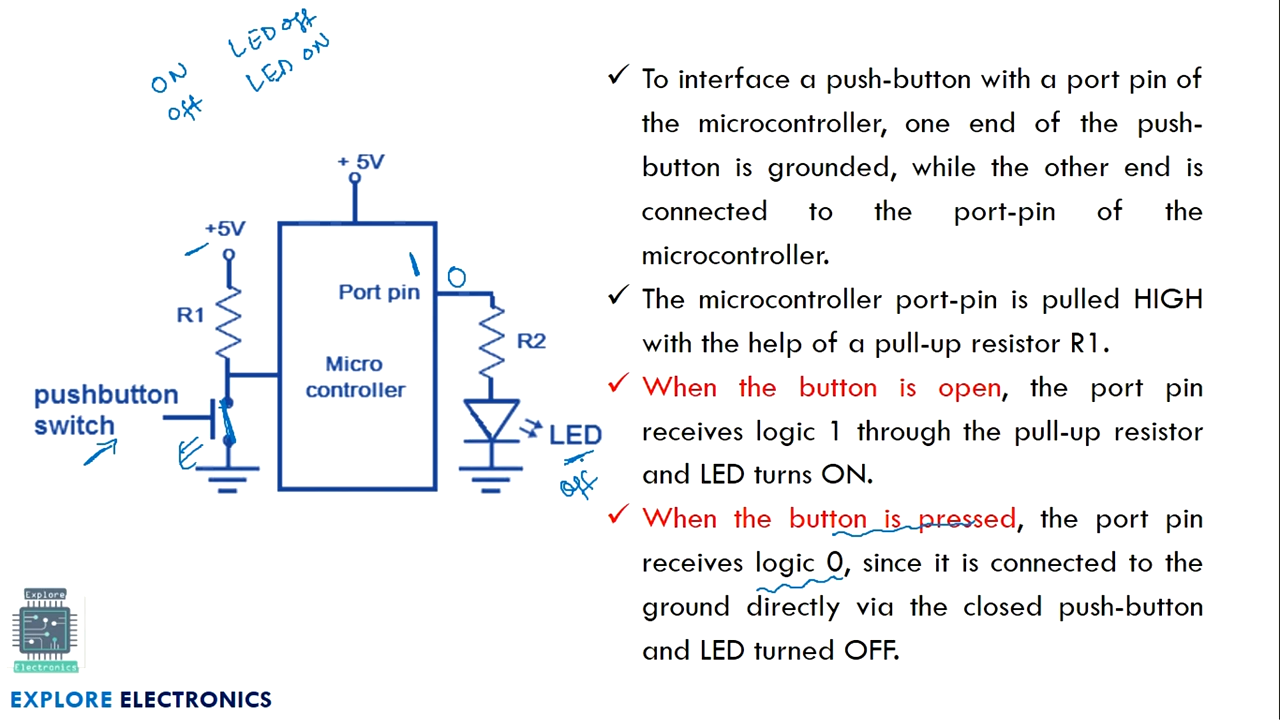 ON LED off
off LED ON
+ 5V
+5V
1 0
Port pin
R1
R2
Micro
controller
pushbutton
switch
LED
off
✓ To interface a push-button with a port pin of
the microcontroller, one end of the push-
button is grounded, while the other end is
connected to the port-pin of the
microcontroller.
✓ The microcontroller port-pin is pulled HIGH
with the help of a pull-up resistor R1.
✓ When the button is open, the port pin
receives logic 1 through the pull-up resistor
and LED turns ON.
✓ When the button is pressed, the port pin
receives logic 0, since it is connected to the
ground directly via the closed push-button
and LED turned OFF.
Explore
Electronics
EXPLORE ELECTRONICS